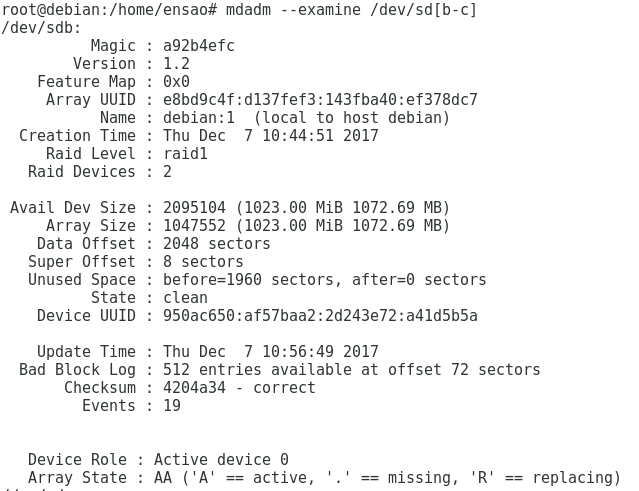 root@debian:/home/ensao# mdadm --examine /dev/sd[b-c]
/dev/sdb:
          Magic : a92b4efc
        Version : 1.2
    Feature Map : 0x0
     Array UUID : e8bd9c4f:d137fef3:143fba40:ef378dc7
           Name : debian:1  (local to host debian)
  Creation Time : Thu Dec  7 10:44:51 2017
     Raid Level : raid1
   Raid Devices : 2

 Avail Dev Size : 2095104 (1023.00 MiB 1072.69 MB)
     Array Size : 1047552 (1023.00 MiB 1072.69 MB)
    Data Offset : 2048 sectors
   Super Offset : 8 sectors
   Unused Space : before=1960 sectors, after=0 sectors
          State : clean
    Device UUID : 950ac650:af57baa2:2d243e72:a41d5b5a

    Update Time : Thu Dec  7 10:56:49 2017
  Bad Block Log : 512 entries available at offset 72 sectors
       Checksum : 4204a34 - correct
         Events : 19


   Device Role : Active device 0
   Array State : AA ('A' == active, '.' == missing, 'R' == replacing)